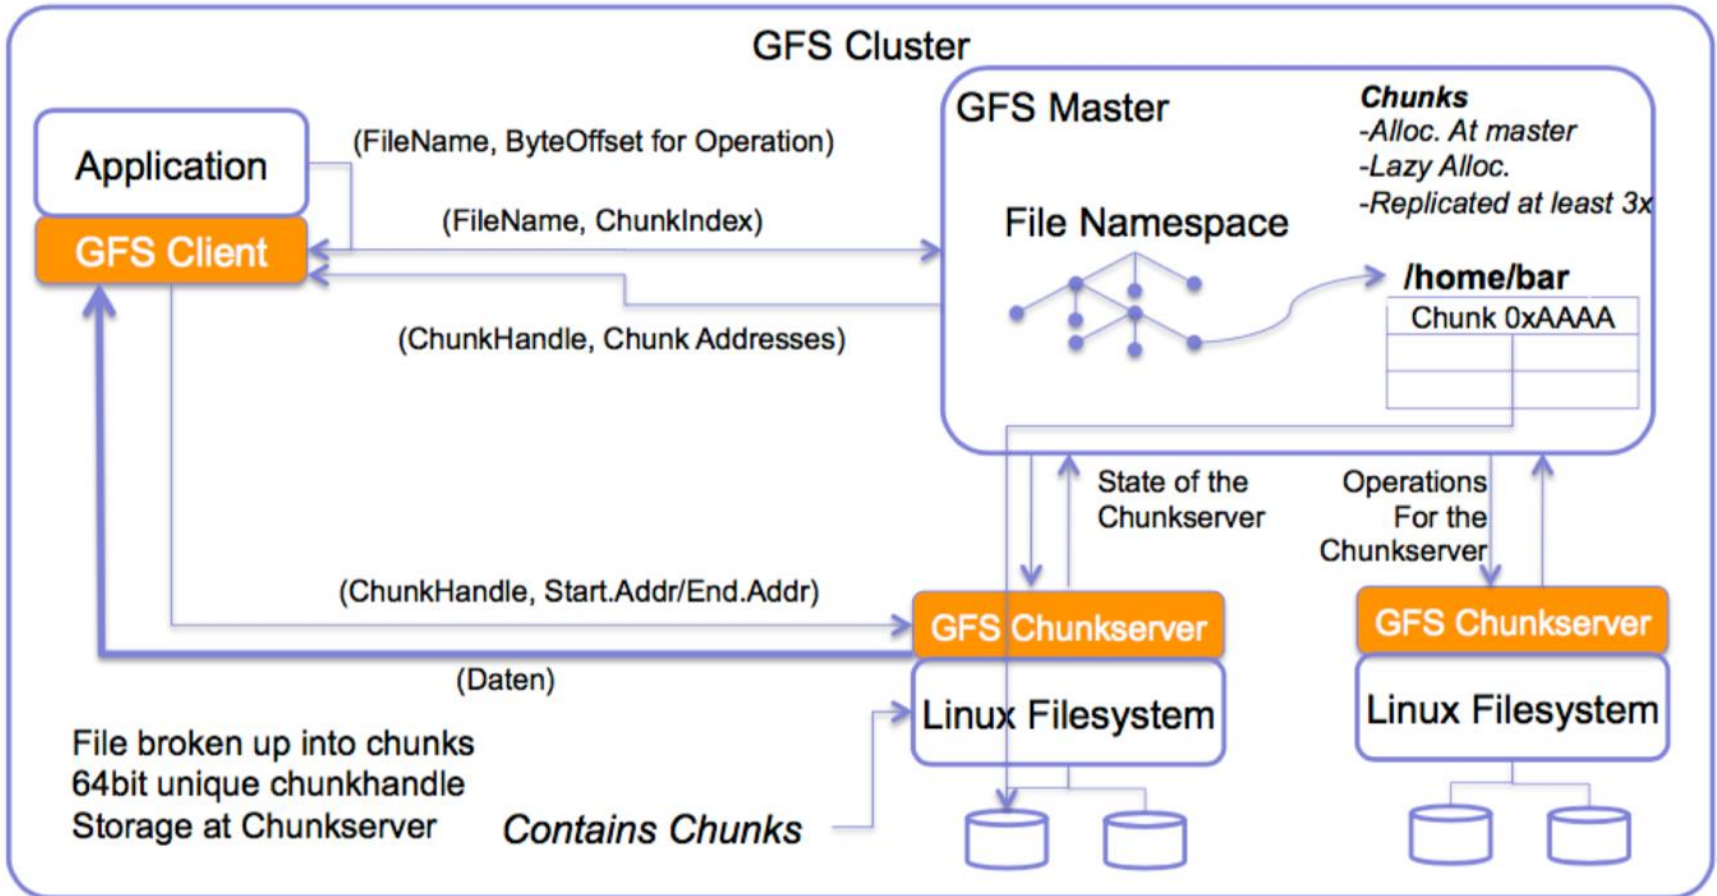 GFS Cluster
Application
GFS Client
(FileName, ByteOffset for Operation)
(FileName, ChunkIndex)
(ChunkHandle, Chunk Addresses)
GFS Master
Chunks
-Alloc. At master
-Lazy Alloc.
-Replicated at least 3x
File Namespace
/home/bar
Chunk 0xAAAA
State of the
Chunkserver
Operations
For the
Chunkserver
(ChunkHandle, Start.Addr/End.Addr)
(Daten)
GFS Chunkserver
Linux Filesystem
GFS Chunkserver
Linux Filesystem
File broken up into chunks
64bit unique chunkhandle
Storage at Chunkserver
Contains Chunks